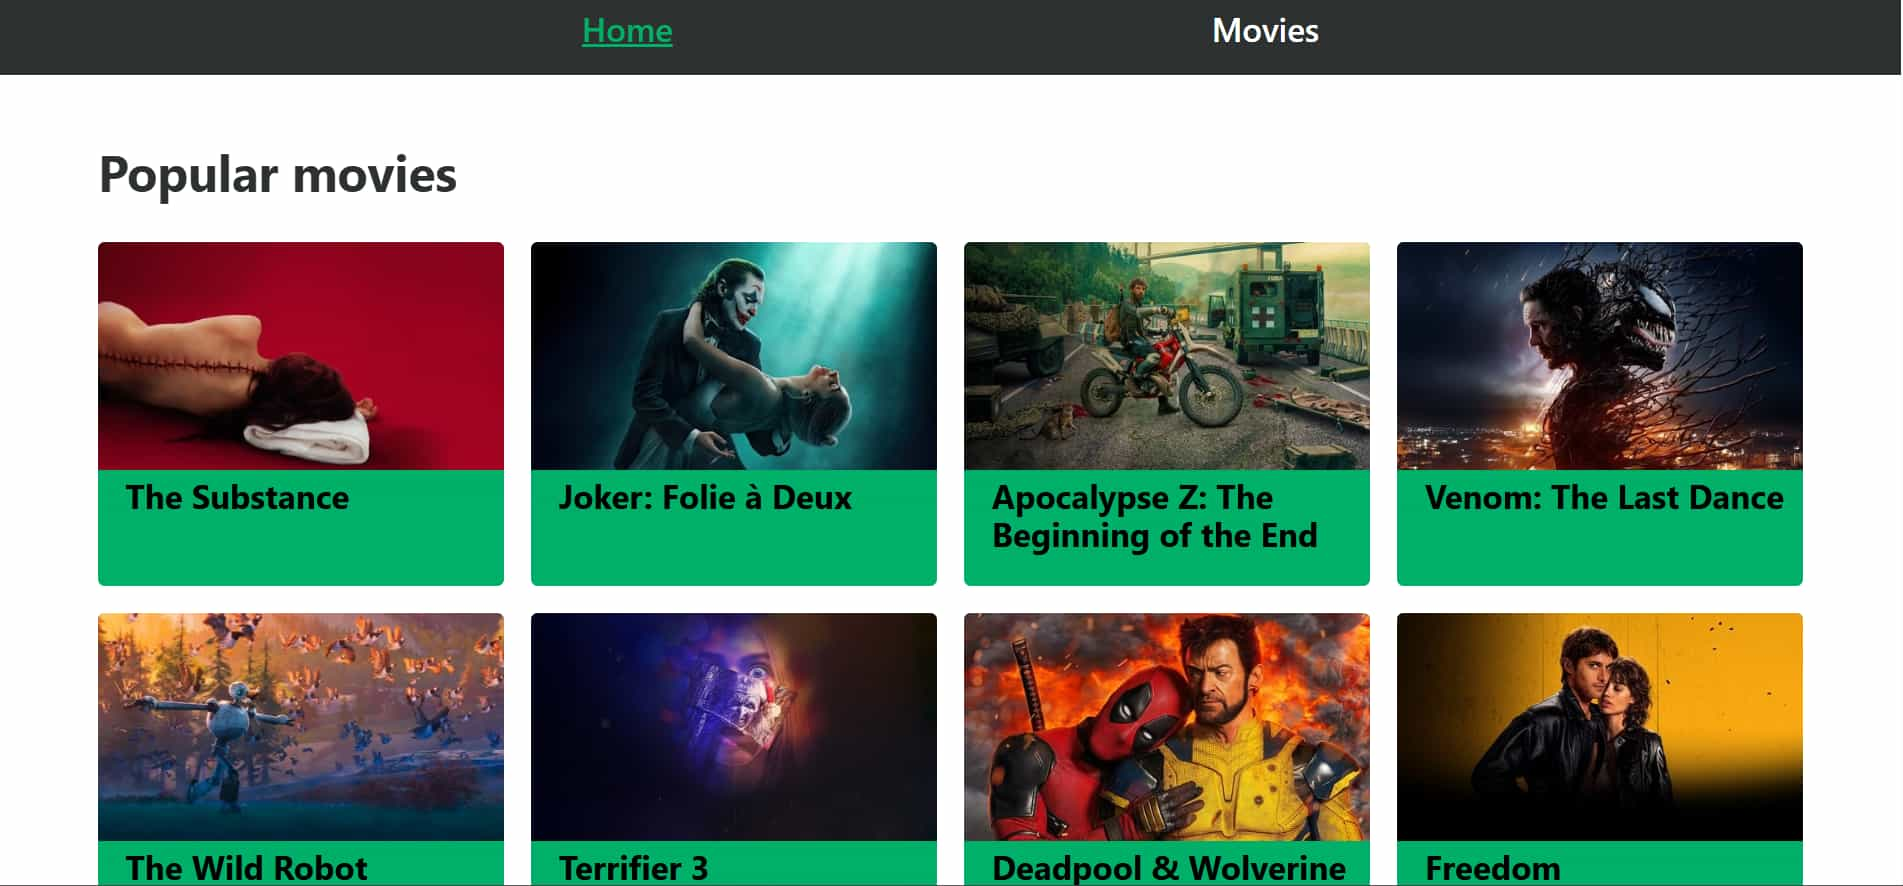 Home
Movies
Popular movies
The Substance
Joker: Folie à Deux
Apocalypse Z: The
Beginning of the End
Venom: The Last Dance
The Wild Robot
Terrifier 3
Deadpool & Wolverine
Freedom